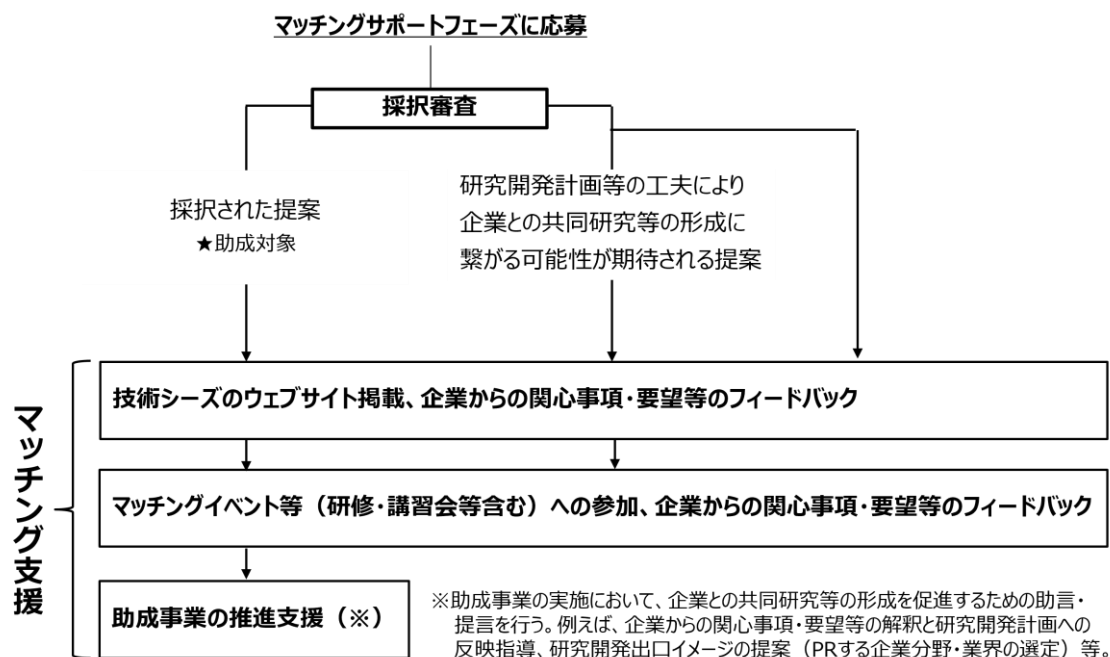 マッチングサポートフェーズに応募
採択審査
採択された提案
★助成対象
研究開発計画等の工夫により
企業との共同研究等の形成に
繋がる可能性が期待される提案
マッチング支援
技術シーズのウェブサイト掲載、企業からの関心事項・要望等のフィードバック
マッチングイベント等（研修・講習会等含む）への参加、企業からの関心事項・要望等のフィードバック
助成事業の推進支援（※）
※助成事業の実施において、企業との共同研究等の形成を促進するための助言・
提言を行う。例えば、企業からの関心事項・要望等の解釈と研究開発計画への
反映指導、研究開発出口イメージの提案（PRする企業分野・業界の選定）等。